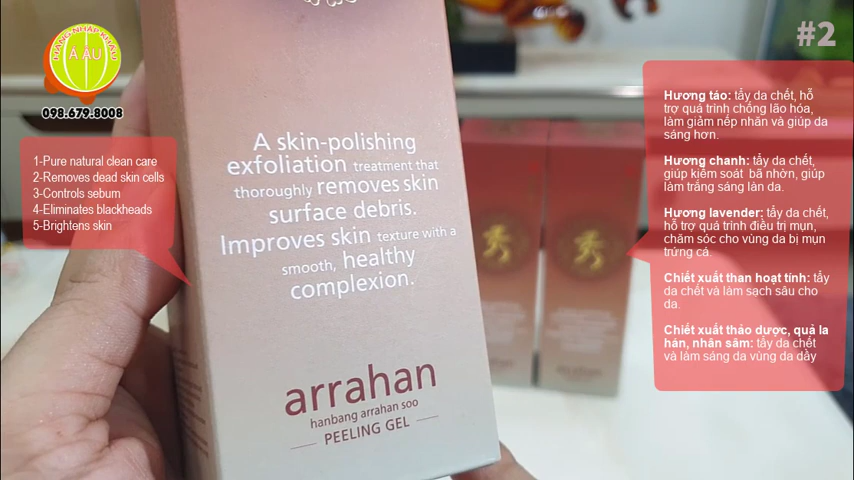 HÀNG NHẬP KHẨU
Á ÂU
098.679.8008
#2
1-Pure natural clean care
2-Removes dead skin cells
3-Controls sebum
4-Eliminates blackheads
5-Brightens skin
A skin-polishing
exfoliation treatment that
thoroughly removes skin
surface debris.
Improves skin texture with a
smooth, healthy
complexion.
arrahan
hanbang arrahan soo
PEELING GEL
秀
秀
Hương táo: tẩy da chết, hỗ
trợ quá trình chống lão hóa,
làm giảm nếp nhăn và giúp da
sáng hơn.
Hương chanh: tẩy da chết,
giúp kiểm soát bã nhờn, giúp
làm trắng sáng làn da.
Hương lavender: tẩy da chết,
hỗ trợ quá trình điều trị mụn,
chăm sóc cho vùng da bị mụn
trứng cá.
Chiết xuất than hoạt tính: tẩy
da chết và làm sạch sâu cho
da.
Chiết xuất thảo dược, quả la
hán, nhân sâm: tẩy da chết
và làm sáng da vùng da dầy